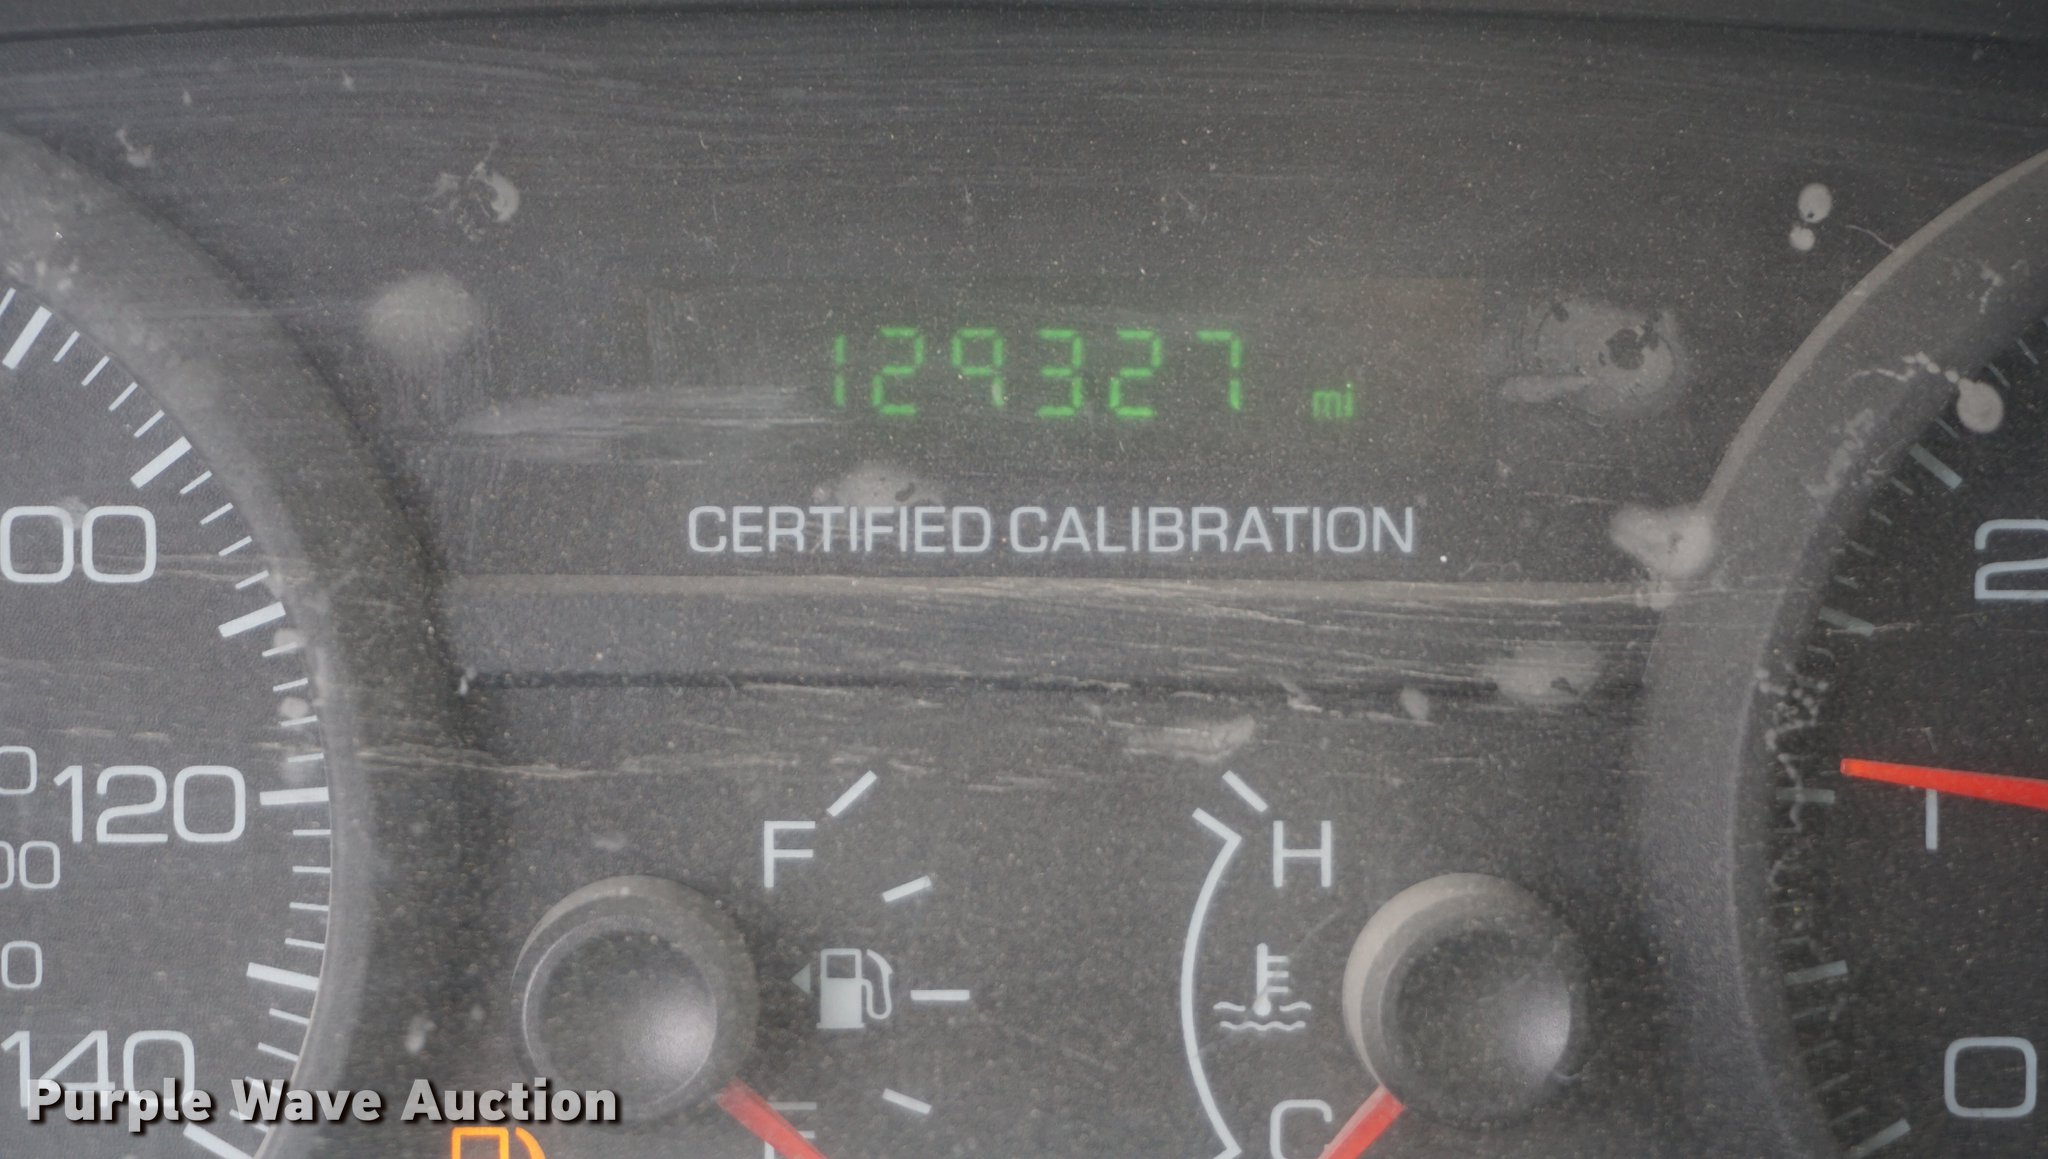 129327 mi
CERTIFIED CALIBRATION
00
120
140
F
H
C
2
1
0
Purple Wave Auction